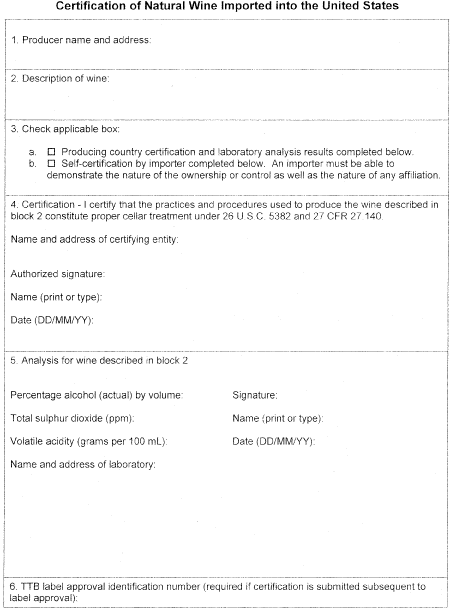 Certification of Natural Wine Imported into the United States
1. Producer name and address:
2. Description of wine:
3. Check applicable box:
a. ☐ Producing country certification and laboratory analysis results completed below.
b. ☐ Self-certification by importer completed below. An importer must be able to
demonstrate the nature of the ownership or control as well as the nature of any affiliation.
4. Certification - I certify that the practices and procedures used to produce the wine described in
block 2 constitute proper cellar treatment under 26 U.S.C. 5382 and 27 CFR 27.140.
Name and address of certifying entity:
Authorized signature:
Name (print or type):
Date (DD/MM/YY):
5. Analysis for wine described in block 2
Percentage alcohol (actual) by volume: Signature:
Total sulphur dioxide (ppm): Name (print or type):
Volatile acidity (grams per 100 mL): Date (DD/MM/YY):
Name and address of laboratory:
6. TTB label approval identification number (required if certification is submitted subsequent to
label approval):